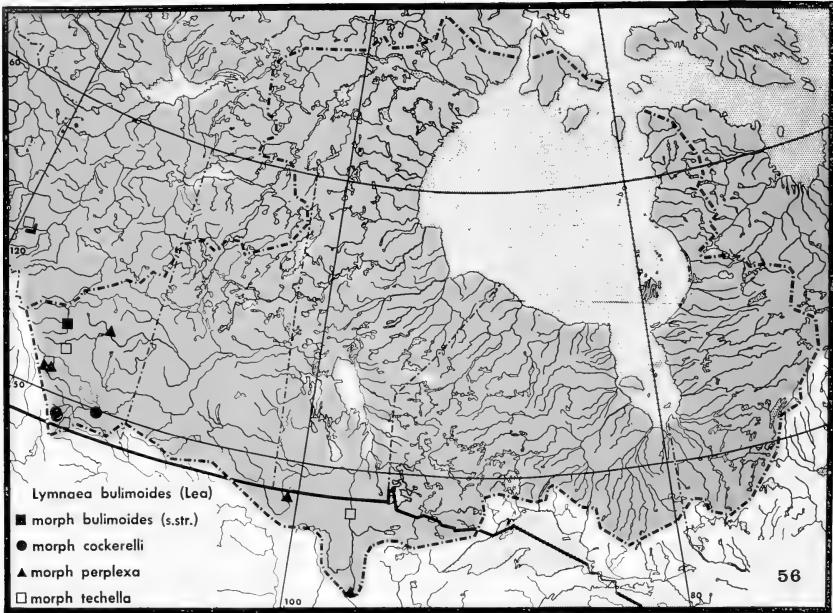 60
120
50
Lymnaea bulimoides (Lea)
morph bulimoides (s.str.)
morph cockerelli
morph perplexa
morph techella
100
80
56